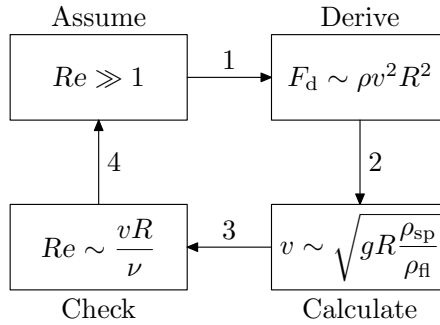 Assume
Derive
Re ≫ 1
1
F_d ∼ ρv²R²
4
2
Re ∼ vR/ν
3
v ∼ √(gR ρ_sp/ρ_fl)
Check
Calculate